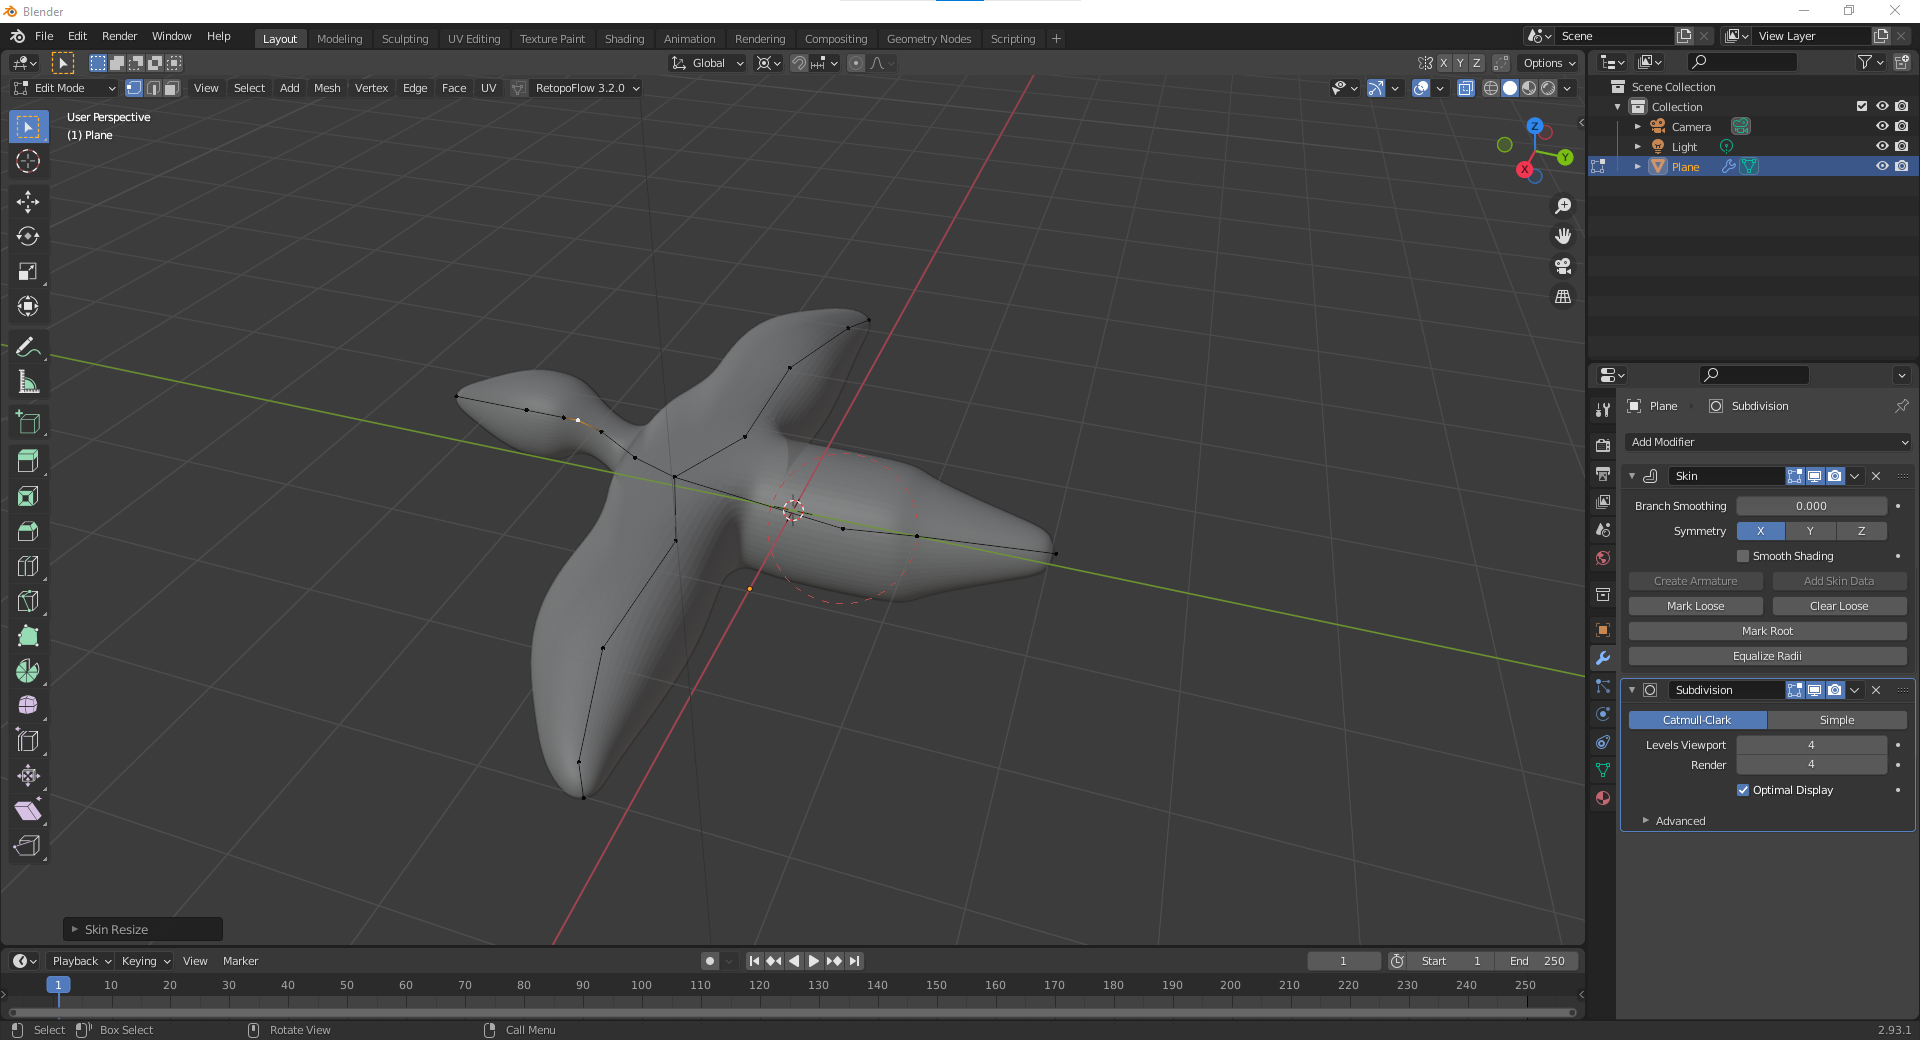 Blender
File Edit Render Window Help Layout Modeling Sculpting UV Editing Texture Paint Shading Animation Rendering Compositing Geometry Nodes Scripting + Scene View Layer
Global X Y Z Options
Edit Mode View Select Add Mesh Vertex Edge Face UV RetopoFlow 3.2.0
User Perspective
(1) Plane
Z
Y
X
Skin Resize
Scene Collection
Collection
Camera
Light
Plane
Plane Subdivision
Add Modifier
Skin
Branch Smoothing 0.000
Symmetry X Y Z
Smooth Shading
Create Armature Add Skin Data
Mark Loose Clear Loose
Mark Root
Equalize Radii
Subdivision
Catmull-Clark Simple
Levels Viewport 4
Render 4
Optimal Display
Advanced
Playback Keying View Marker 1 Start 1 End 250
1 10 20 30 40 50 60 70 80 90 100 110 120 130 140 150 160 170 180 190 200 210 220 230 240 250
Select Box Select Rotate View Call Menu 2.93.1